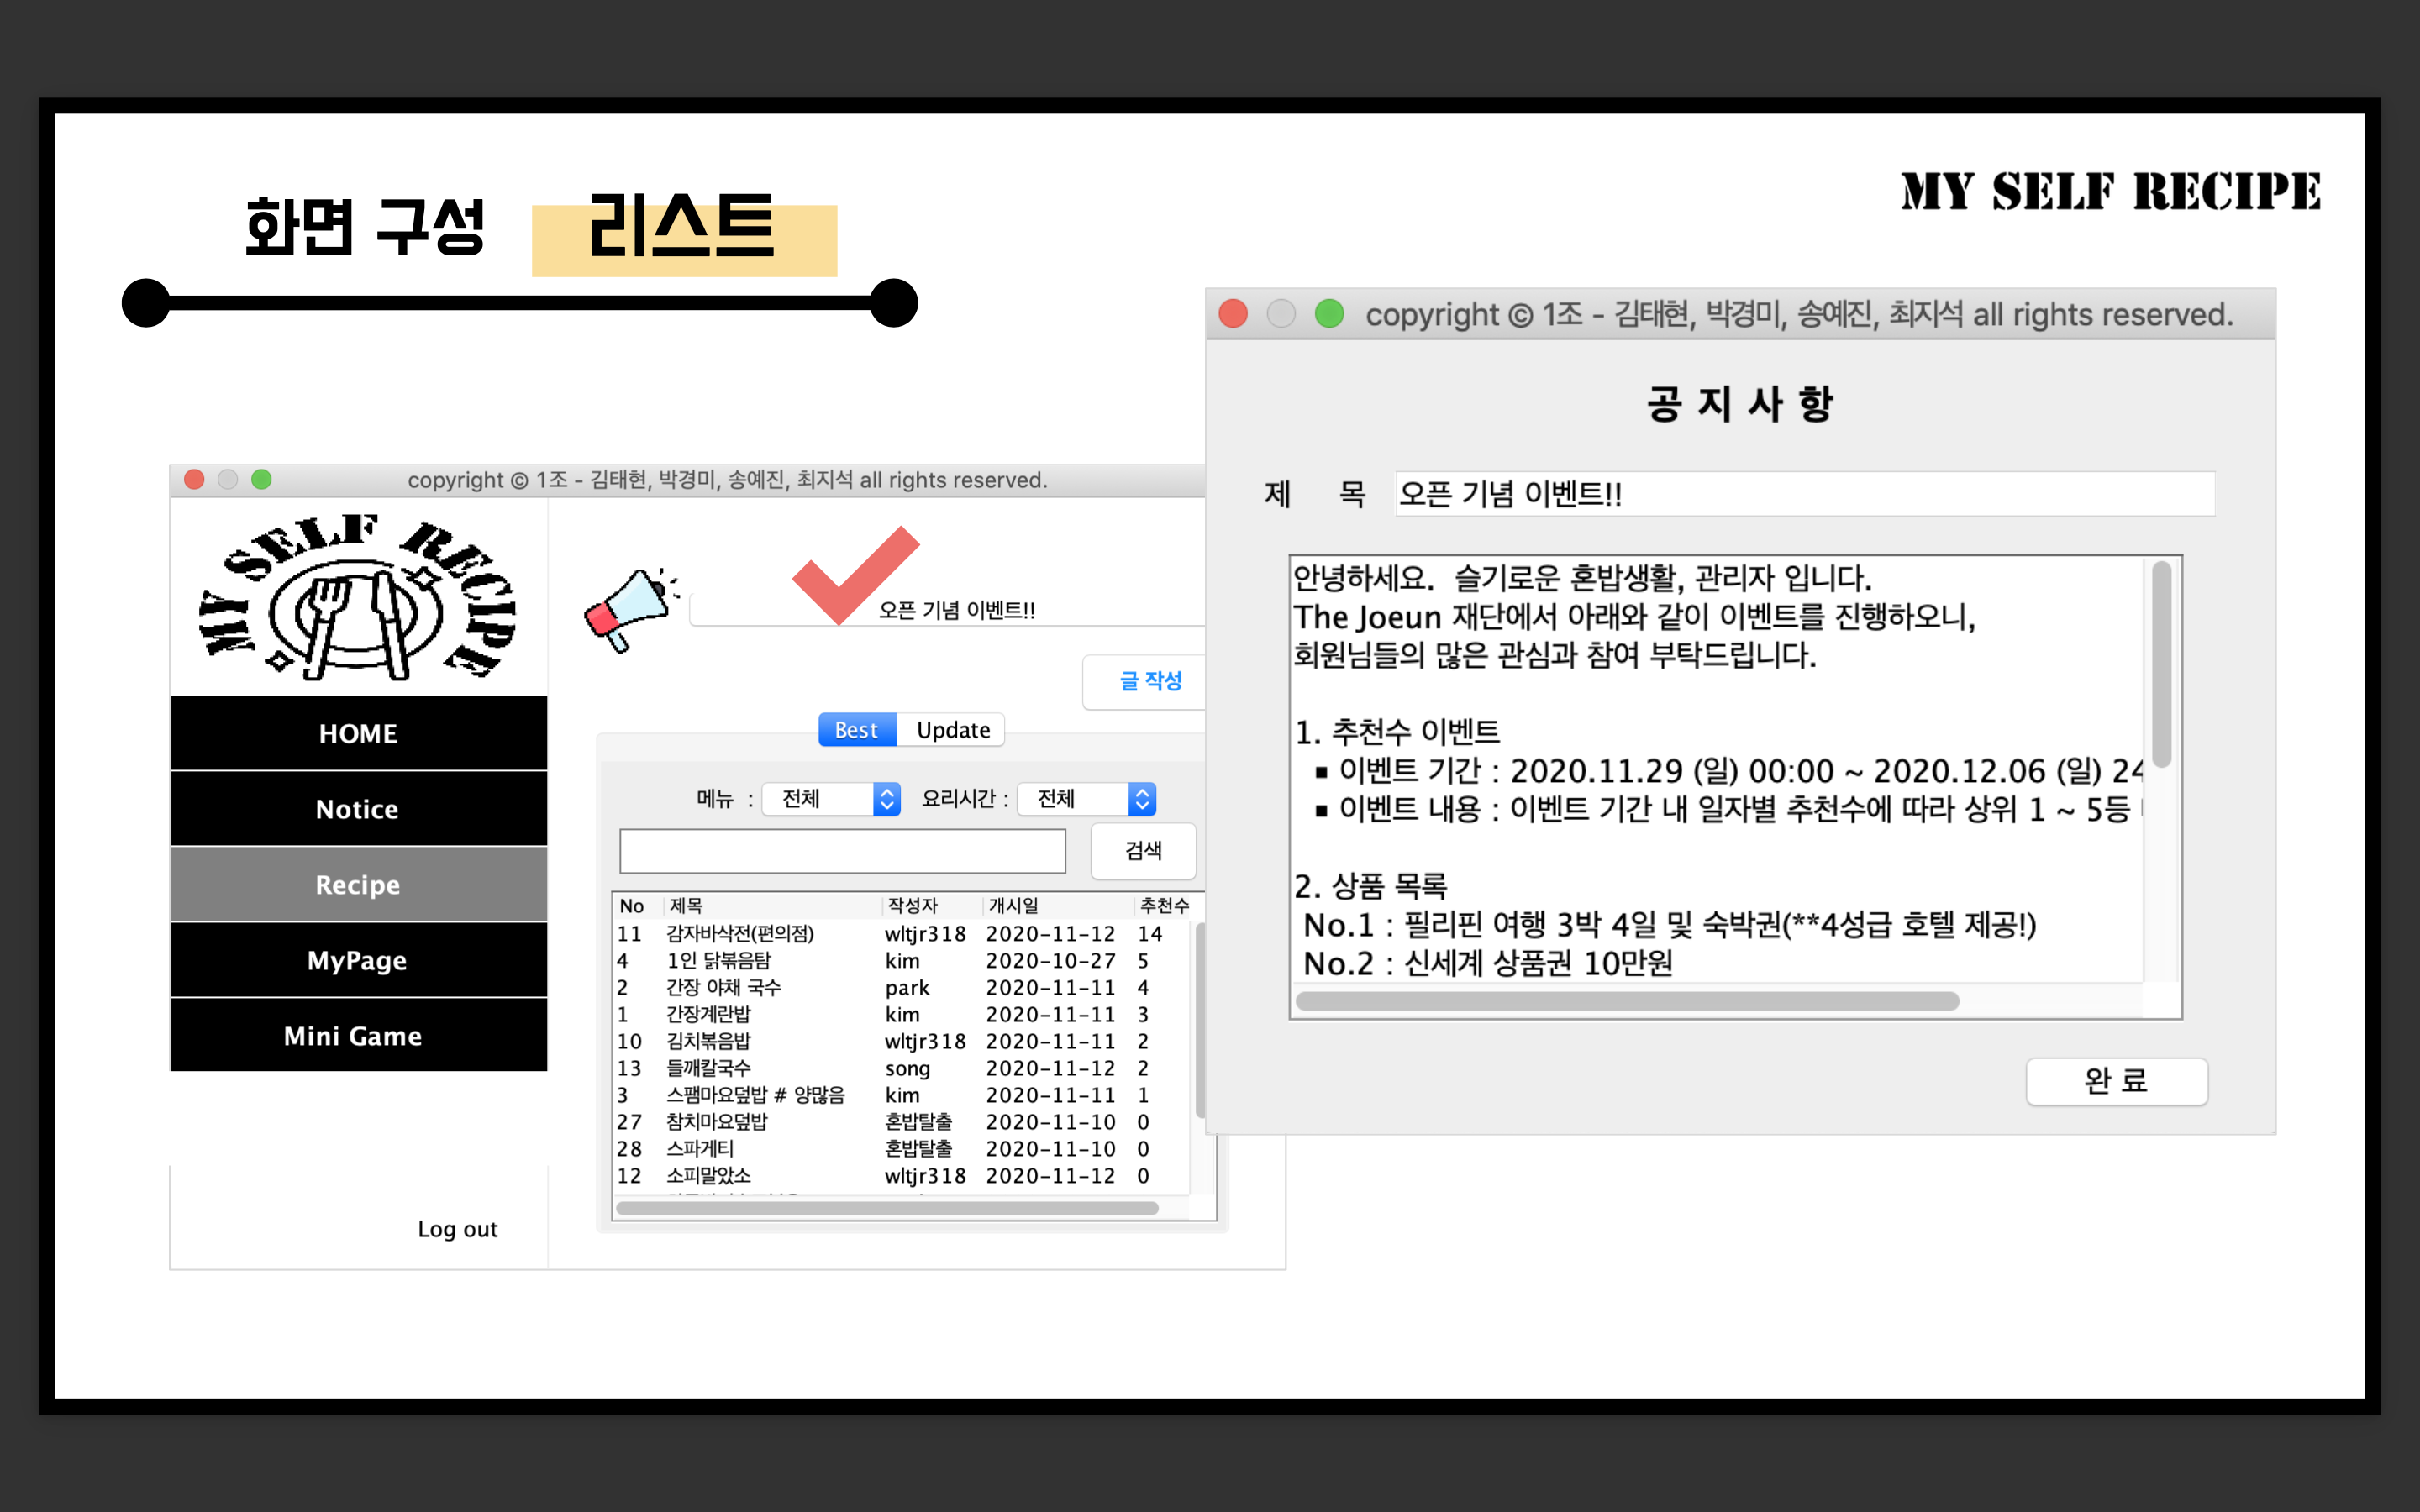 화면 구성 리스트
MY SELF RECIPE
copyright © 1조 - 김태현, 박경미, 송예진, 최지석 all rights reserved.
MY SELF RECIPE
HOME
Notice
Recipe
MyPage
Mini Game
Log out
오픈 기념 이벤트!!
글 작성
Best Update
메뉴 : 전체 요리시간 : 전체
검색
No 제목 작성자 개시일 추천수
11 감자바삭전(편의점) wltjr318 2020-11-12 14
4 1인 닭볶음탕 kim 2020-10-27 5
2 간장 야채 국수 park 2020-11-11 4
1 간장계란밥 kim 2020-11-11 3
10 김치볶음밥 wltjr318 2020-11-11 2
13 들깨칼국수 song 2020-11-12 2
3 스팸마요덮밥 # 양많음 kim 2020-11-11 1
27 참치마요덮밥 혼밥탈출 2020-11-10 0
28 스파게티 혼밥탈출 2020-11-10 0
12 소피말았소 wltjr318 2020-11-12 0
copyright © 1조 - 김태현, 박경미, 송예진, 최지석 all rights reserved.
공 지 사 항
제 목 오픈 기념 이벤트!!
안녕하세요. 슬기로운 혼밥생활, 관리자 입니다.
The Joeun 재단에서 아래와 같이 이벤트를 진행하오니,
회원님들의 많은 관심과 참여 부탁드립니다.
1. 추천수 이벤트
▪ 이벤트 기간 : 2020.11.29 (일) 00:00 ~ 2020.12.06 (일) 24
▪ 이벤트 내용 : 이벤트 기간 내 일자별 추천수에 따라 상위 1 ~ 5등
2. 상품 목록
No.1 : 필리핀 여행 3박 4일 및 숙박권(**4성급 호텔 제공!)
No.2 : 신세계 상품권 10만원
완 료